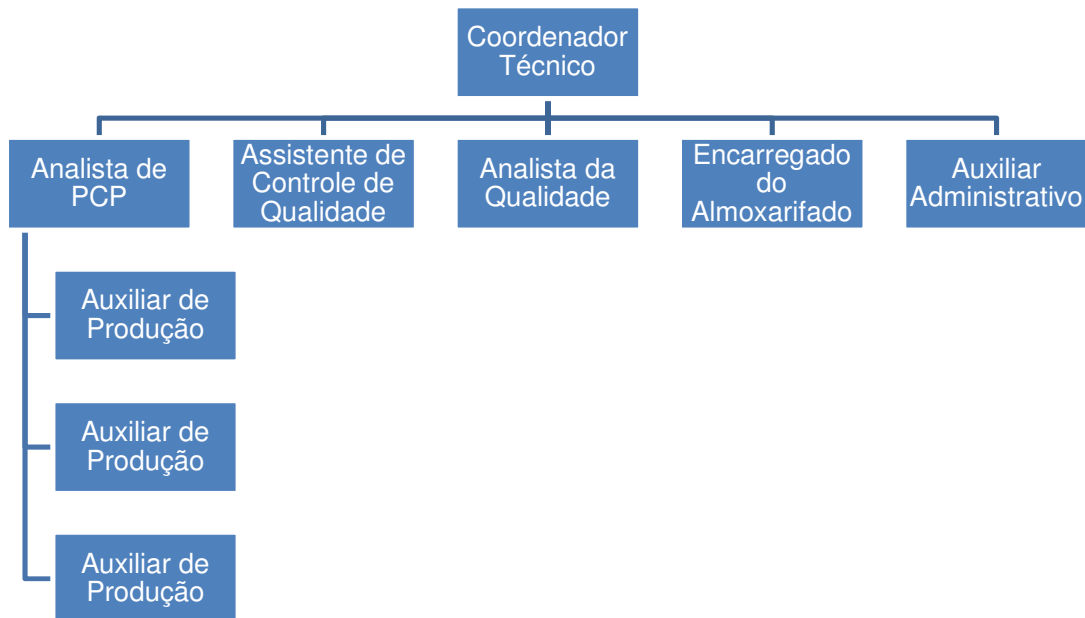 Coordenador
Técnico
Analista de
PCP
Assistente de
Controle de
Qualidade
Analista da
Qualidade
Encarregado
do
Almoxarifado
Auxiliar
Administrativo
Auxiliar de
Produção
Auxiliar de
Produção
Auxiliar de
Produção